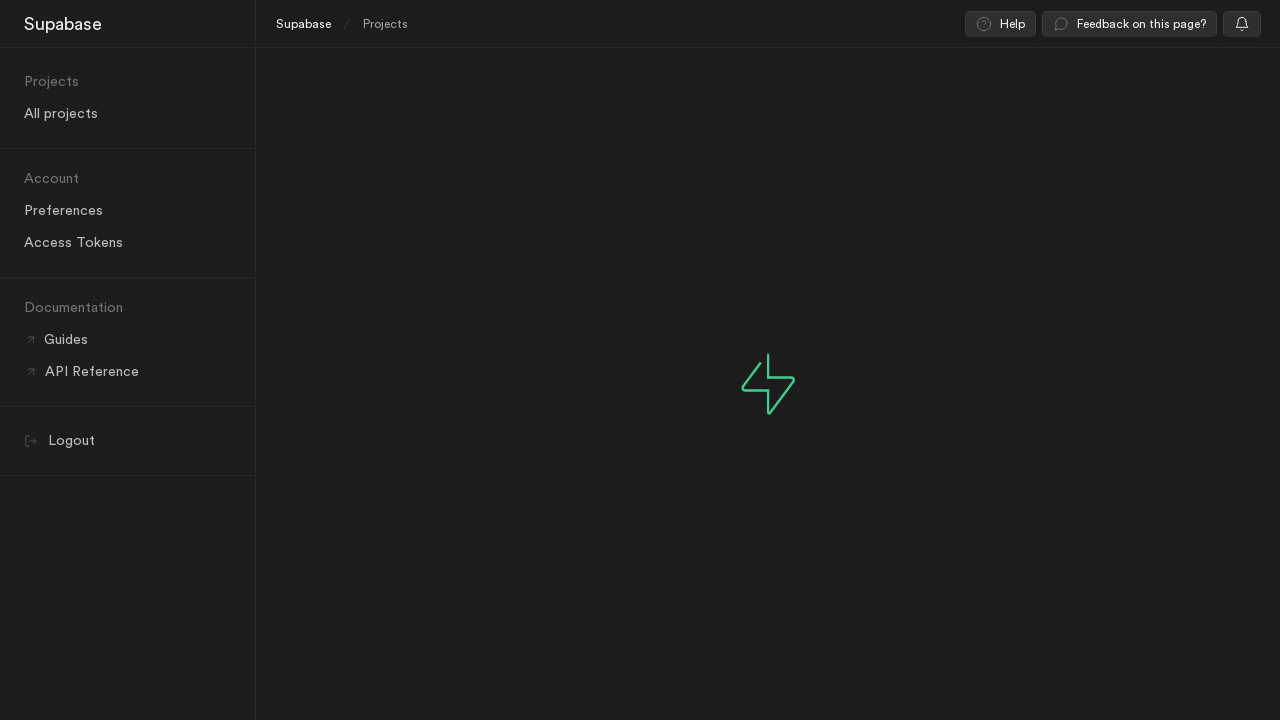 Supabase
Supabase / Projects
Help
Feedback on this page?
Projects
All projects
Account
Preferences
Access Tokens
Documentation
Guides
API Reference
Logout